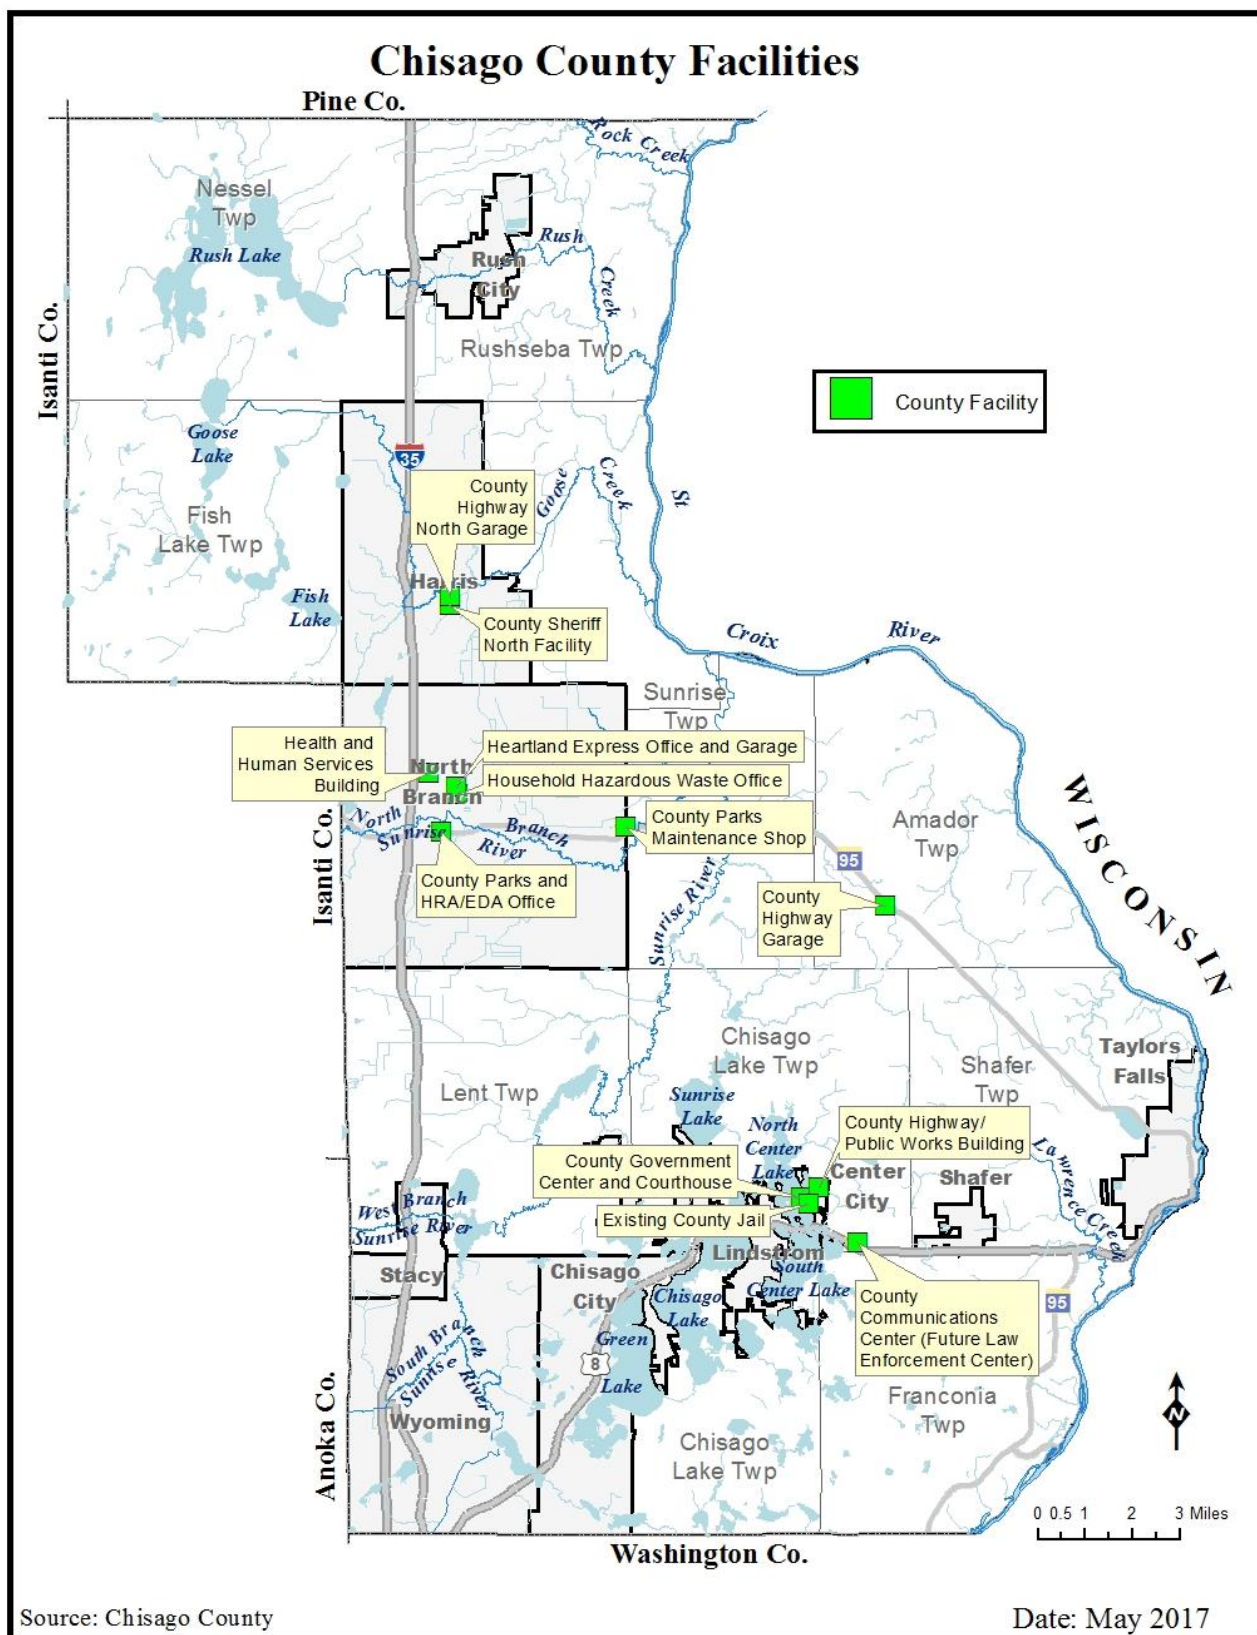 Chisago County Facilities
Pine Co.
Rock Creek
Nessel
Twp
Rush Lake
Rush
Creek
Rush
City
Isanti Co.
Rushseba Twp
County Facility
Goose
Lake
35
County
Highway
North Garage
Goose
Creek
St
Fish
Lake Twp
Harris
Fish
Lake
County Sheriff
North Facility
Croix
River
Sunrise
Twp
Health and
Human Services
Building
North
Branch
Heartland Express Office and Garage
Household Hazardous Waste Office
WISCONSIN
North
Branch
Sunrise
River
County Parks
Maintenance Shop
Amador
Twp
95
Isanti Co.
County Parks and
HRA/EDA Office
County
Highway
Garage
Sunrise River
Chisago
Lake Twp
Shafer
Twp
Taylors
Falls
Lent Twp
Sunrise
Lake
North
Center
Lake
County Highway/
Public Works Building
County Government
Center and Courthouse
Center
City
Shafer
Lawrence Creek
West Branch
Sunrise River
Existing County Jail
Lindstrom
Stacy
Chisago
City
South
Center Lake
Chisago
Lake
County
Communications
Center (Future Law
Enforcement Center)
95
Green
Lake
8
South Branch
Sunrise River
Wyoming
Anoka Co.
Franconia
Twp
Chisago
Lake Twp
N
0 0.5 1 2 3 Miles
Washington Co.
Source: Chisago County
Date: May 2017